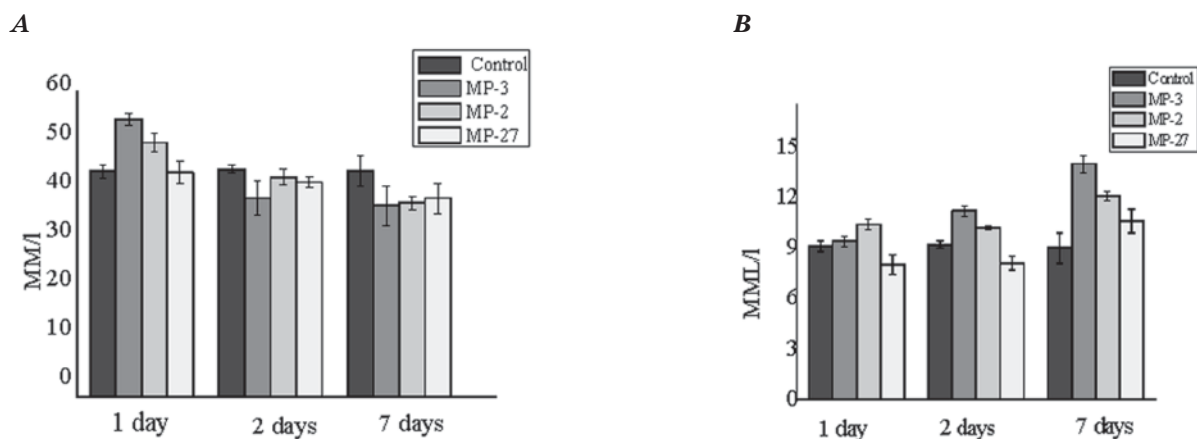 A
Control
MP-3
MP-2
MP-27
60
50
40
30
20
10
0
MM/l
1 day
2 days
7 days
B
Control
MP-3
MP-2
MP-27
15
12
9
6
3
0
MML/l
1 day
2 days
7 days